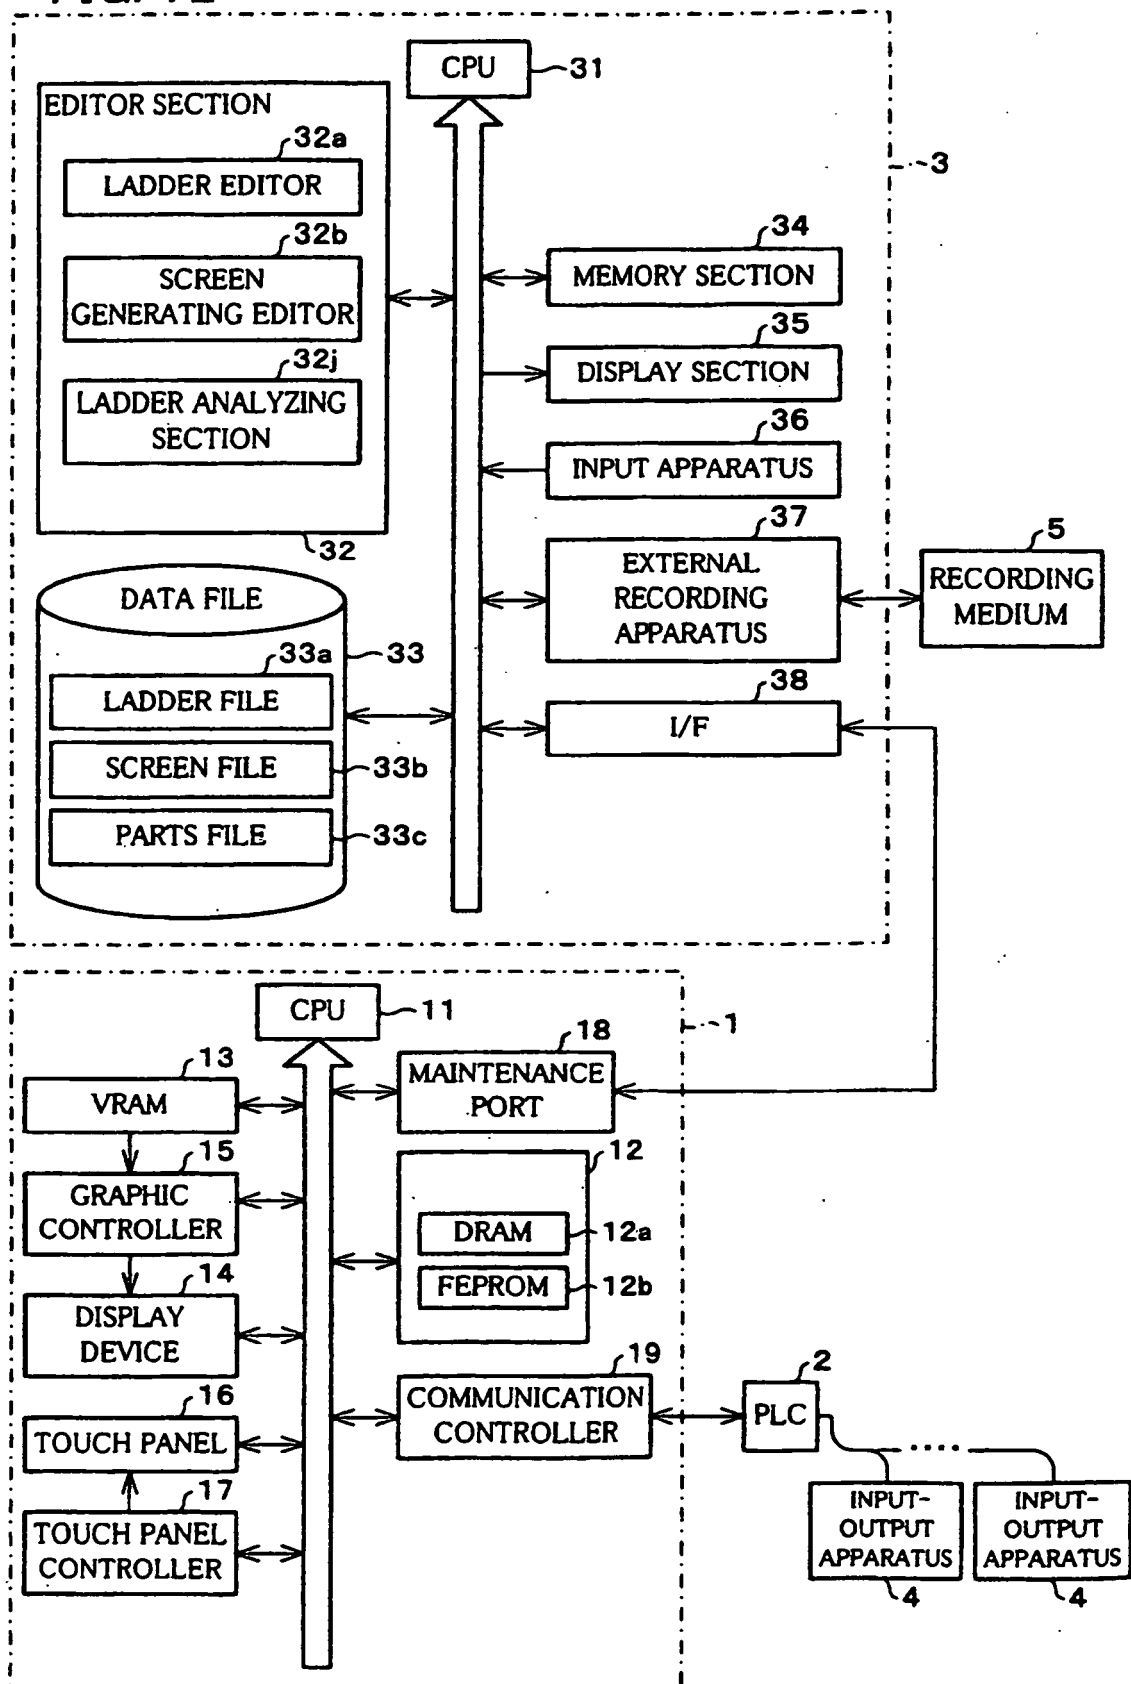 CPU
31
EDITOR SECTION
32a
LADDER EDITOR
3
32b
SCREEN
GENERATING EDITOR
34
MEMORY SECTION
32j
LADDER ANALYZING
SECTION
35
DISPLAY SECTION
36
INPUT APPARATUS
32
37
EXTERNAL
RECORDING
APPARATUS
5
RECORDING
MEDIUM
DATA FILE
33
33a
LADDER FILE
38
I/F
SCREEN FILE
33b
PARTS FILE
33c
CPU
11
1
13
VRAM
18
MAINTENANCE
PORT
15
GRAPHIC
CONTROLLER
12
DRAM
12a
FEPROM
12b
14
DISPLAY
DEVICE
19
COMMUNICATION
CONTROLLER
2
PLC
16
TOUCH PANEL
17
TOUCH PANEL
CONTROLLER
INPUT-
OUTPUT
APPARATUS
4
INPUT-
OUTPUT
APPARATUS
4